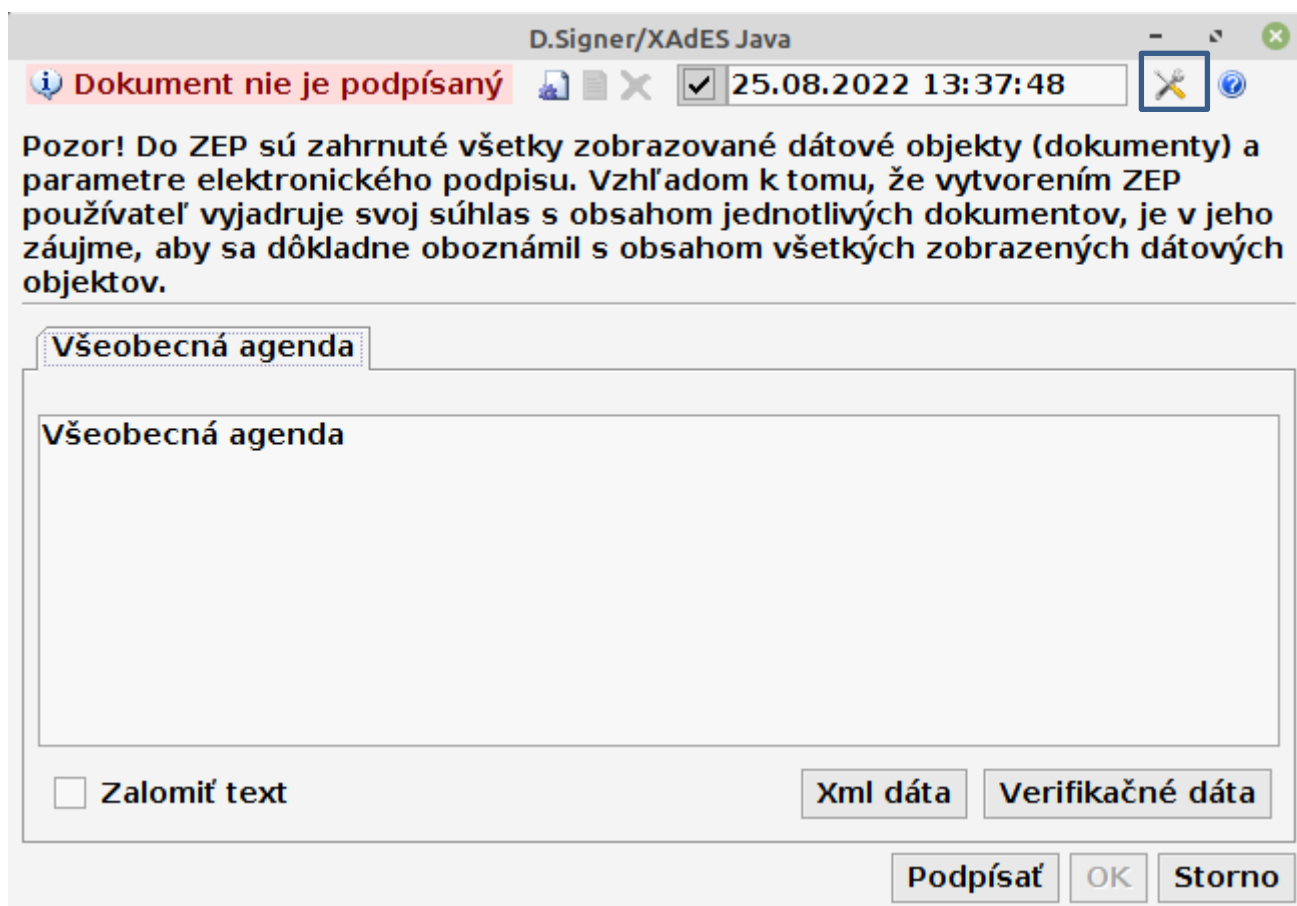 D.Signer/XAdES Java
Dokument nie je podpísaný 25.08.2022 13:37:48
Pozor! Do ZEP sú zahrnuté všetky zobrazované dátové objekty (dokumenty) a
parametre elektronického podpisu. Vzhľadom k tomu, že vytvorením ZEP
používateľ vyjadruje svoj súhlas s obsahom jednotlivých dokumentov, je v jeho
záujme, aby sa dôkladne oboznámil s obsahom všetkých zobrazených dátových
objektov.
Všeobecná agenda
Všeobecná agenda
Zalomiť text Xml dáta Verifikačné dáta
Podpísať OK Storno